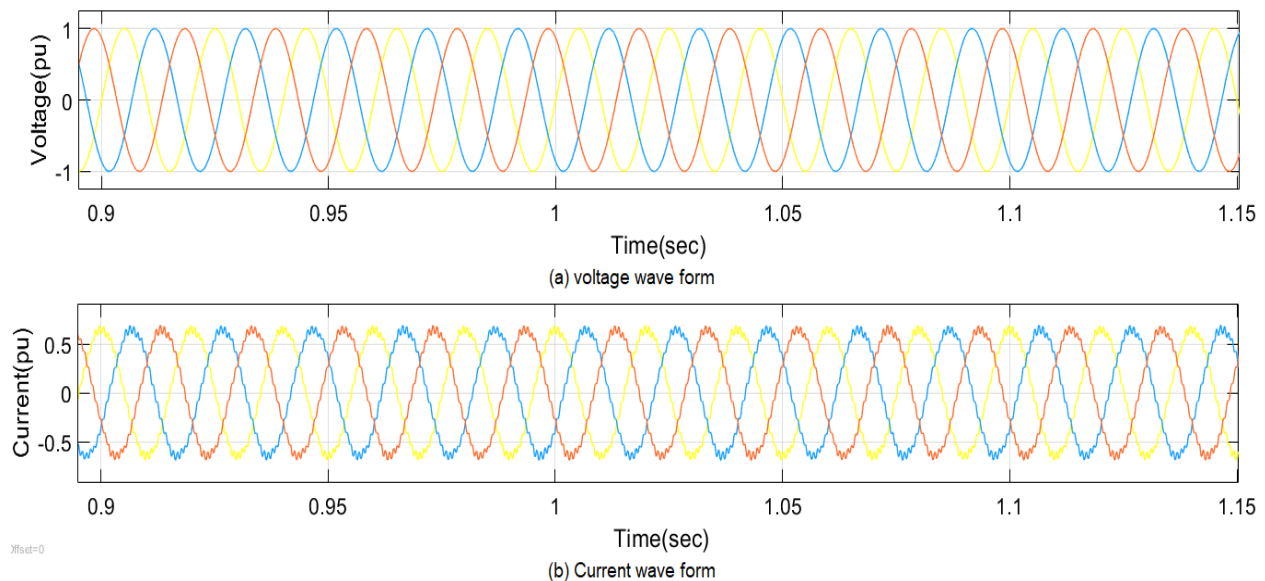 1
0
-1
Voltage(pu)
0.9 0.95 1 1.05 1.1 1.15
Time(sec)
(a) voltage wave form
0.5
0
-0.5
Current(pu)
0.9 0.95 1 1.05 1.1 1.15
Time(sec)
(b) Current wave form